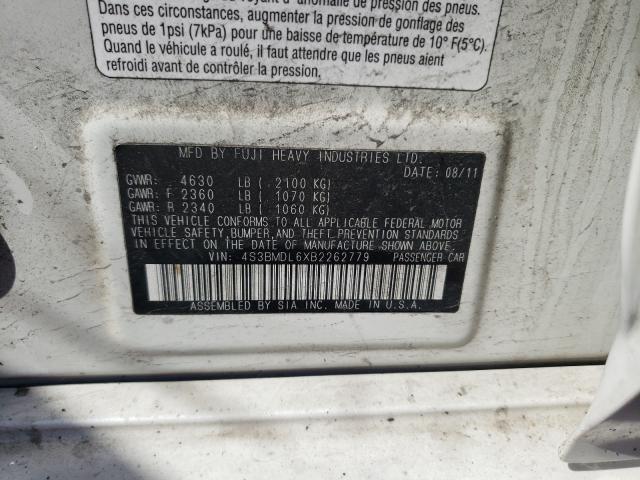 d'anomalie de pression des pneus.
Dans ces circonstances, augmenter la pression de gonflage des
pneus de 1psi (7kPa) pour une baisse de température de 10° F(5°C).
Quand le véhicule a roulé, il faut attendre que les pneus aient
refroidi avant de contrôler la pression.
MFD BY FUJI HEAVY INDUSTRIES LTD.
DATE: 08/11
GVWR: 4630 LB ( 2100 KG)
GAWR: F 2360 LB ( 1070 KG)
GAWR: R 2340 LB ( 1060 KG)
THIS VEHICLE CONFORMS TO ALL APPLICABLE FEDERAL MOTOR
VEHICLE SAFETY, BUMPER, AND THEFT PREVENTION STANDARDS
IN EFFECT ON THE DATE OF MANUFACTURE SHOWN ABOVE.
VIN: 4S3BMDL6XB2262779 PASSENGER CAR
ASSEMBLED BY SIA INC. MADE IN U.S.A.